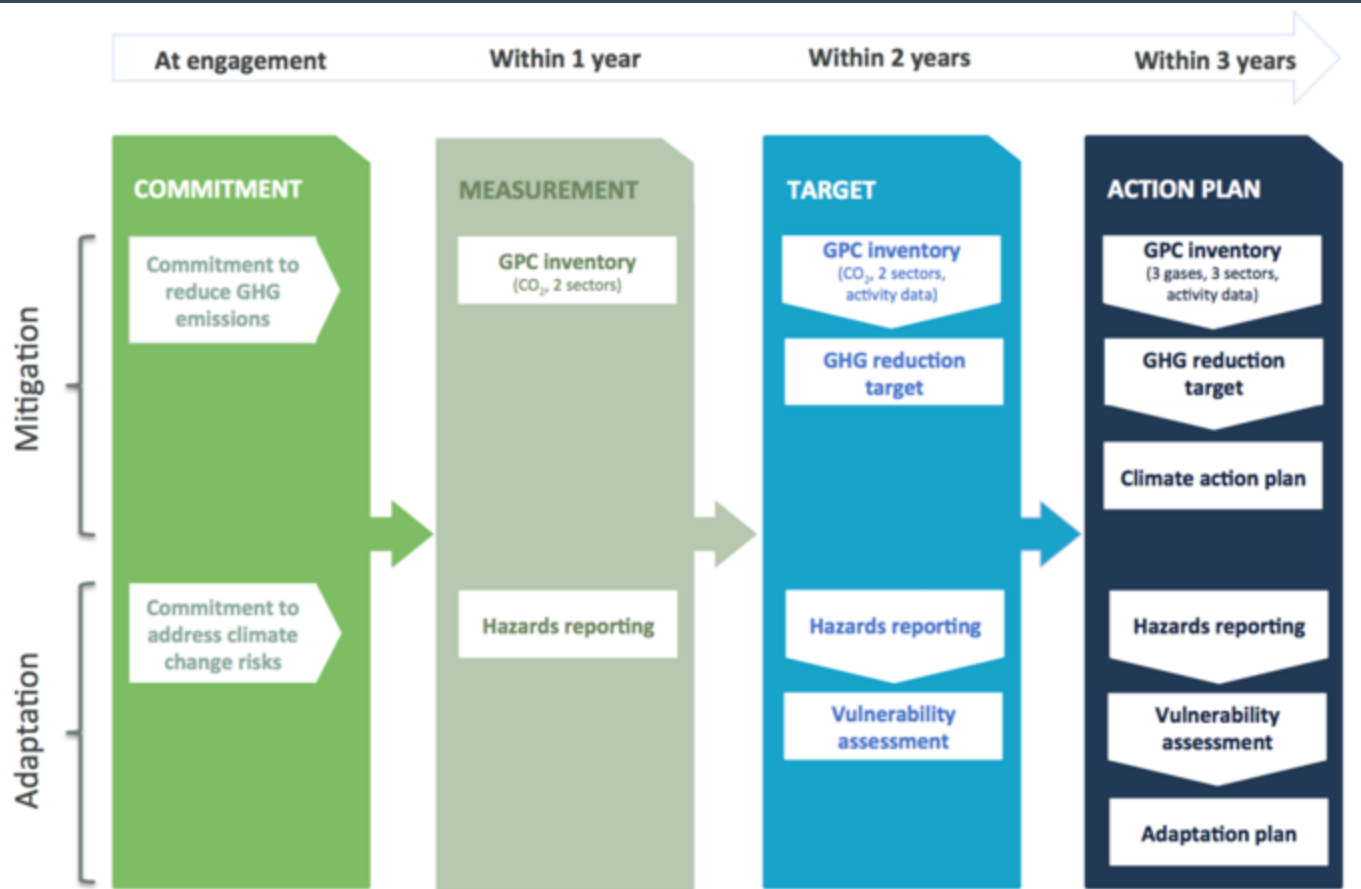 At engagement
Within 1 year
Within 2 years
Within 3 years
COMMITMENT
MEASUREMENT
TARGET
ACTION PLAN
Mitigation
Commitment to
reduce GHG
emissions
GPC inventory
(CO₂, 2 sectors)
GPC inventory
(CO₂, 2 sectors,
activity data)
GHG reduction
target
GPC inventory
(3 gases, 3 sectors,
activity data)
GHG reduction
target
Climate action plan
Adaptation
Commitment to
address climate
change risks
Hazards reporting
Hazards reporting
Vulnerability
assessment
Hazards reporting
Vulnerability
assessment
Adaptation plan